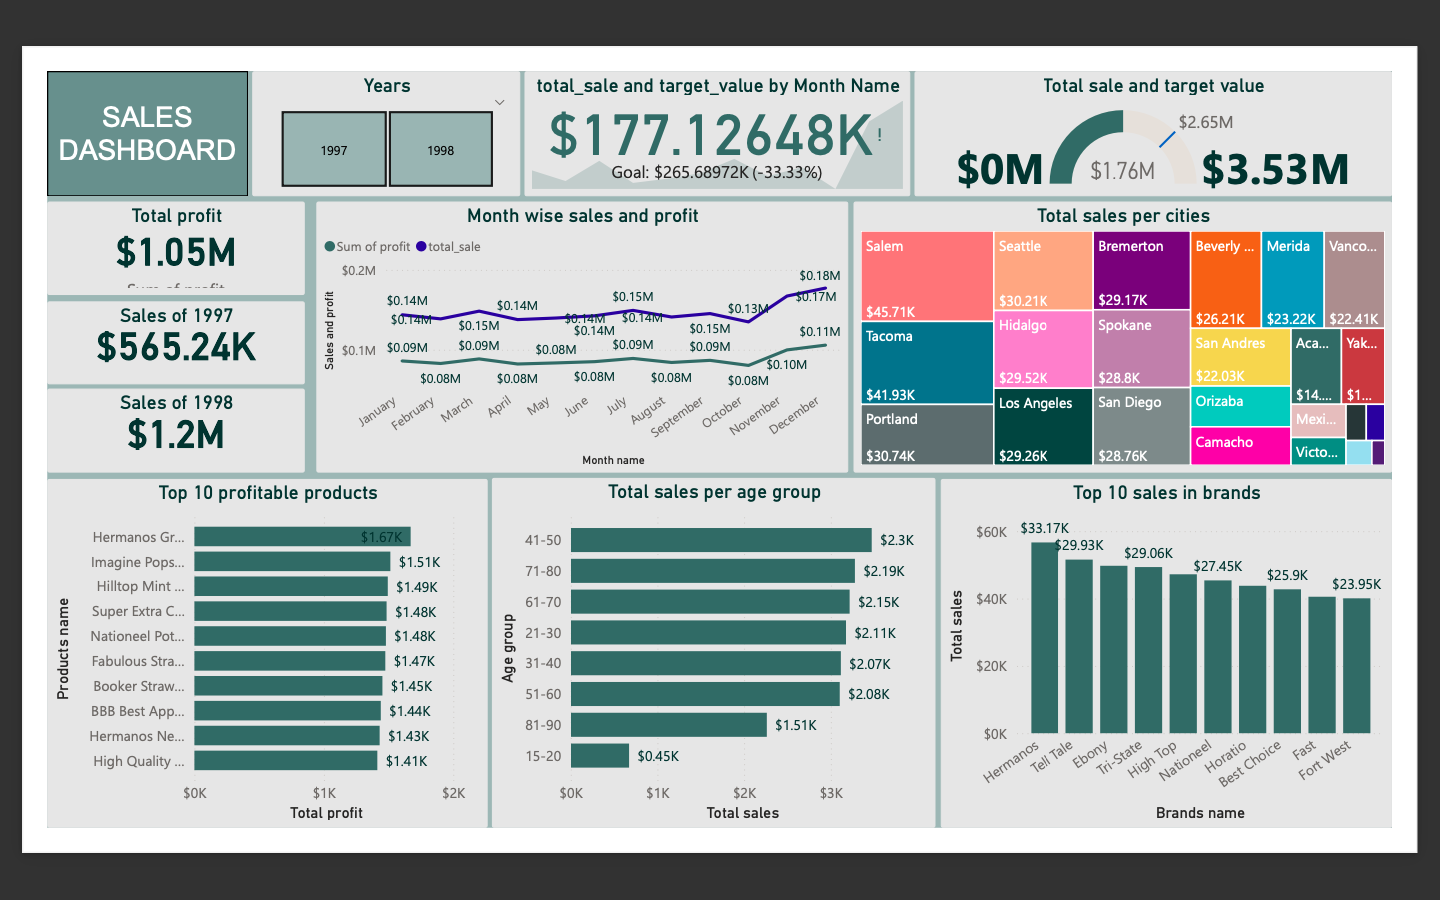 SALES
DASHBOARD
Years
1997
1998
total_sale and target_value by Month Name
$177.12648K!
Goal: $265.68972K (-33.33%)
Total sale and target value
$2.65M
$0M
$1.76M
$3.53M
Total profit
$1.05M
Sales of 1997
$565.24K
Sales of 1998
$1.2M
Month wise sales and profit
Sum of profit
total_sale
Sales and profit
$0.2M
$0.1M
$0.14M
$0.14M
$0.15M
$0.14M
$0.14M
$0.14M
$0.15M
$0.14M
$0.15M
$0.13M
$0.17M
$0.18M
$0.09M
$0.08M
$0.09M
$0.08M
$0.08M
$0.08M
$0.09M
$0.08M
$0.09M
$0.08M
$0.10M
$0.11M
January
February
March
April
May
June
July
August
September
October
November
December
Month name
Total sales per cities
Salem
$45.71K
Tacoma
$41.93K
Portland
$30.74K
Seattle
$30.21K
Hidalgo
$29.52K
Los Angeles
$29.26K
Bremerton
$29.17K
Spokane
$28.8K
San Diego
$28.76K
Beverly ...
$26.21K
Merida
$23.22K
Vanco...
$22.41K
San Andres
$22.03K
Orizaba
Camacho
Aca...
$14....
Yak...
$1...
Mexi...
Victo...
Top 10 profitable products
Products name
Hermanos Gr...
$1.67K
Imagine Pops...
$1.51K
Hilltop Mint ...
$1.49K
Super Extra C...
$1.48K
Nationeel Pot...
$1.48K
Fabulous Stra...
$1.47K
Booker Straw...
$1.45K
BBB Best App...
$1.44K
Hermanos Ne...
$1.43K
High Quality ...
$1.41K
$0K
$1K
$2K
Total profit
Total sales per age group
Age group
41-50
$2.3K
71-80
$2.19K
61-70
$2.15K
21-30
$2.11K
31-40
$2.07K
51-60
$2.08K
81-90
$1.51K
15-20
$0.45K
$0K
$1K
$2K
$3K
Total sales
Top 10 sales in brands
Total sales
$60K
$40K
$20K
$0K
$33.17K
$29.93K
$29.06K
$27.45K
$25.9K
$23.95K
Hermanos
Tell Tale
Ebony
Tri-State
High Top
Nationeel
Horatio
Best Choice
Fast
Fort West
Brands name